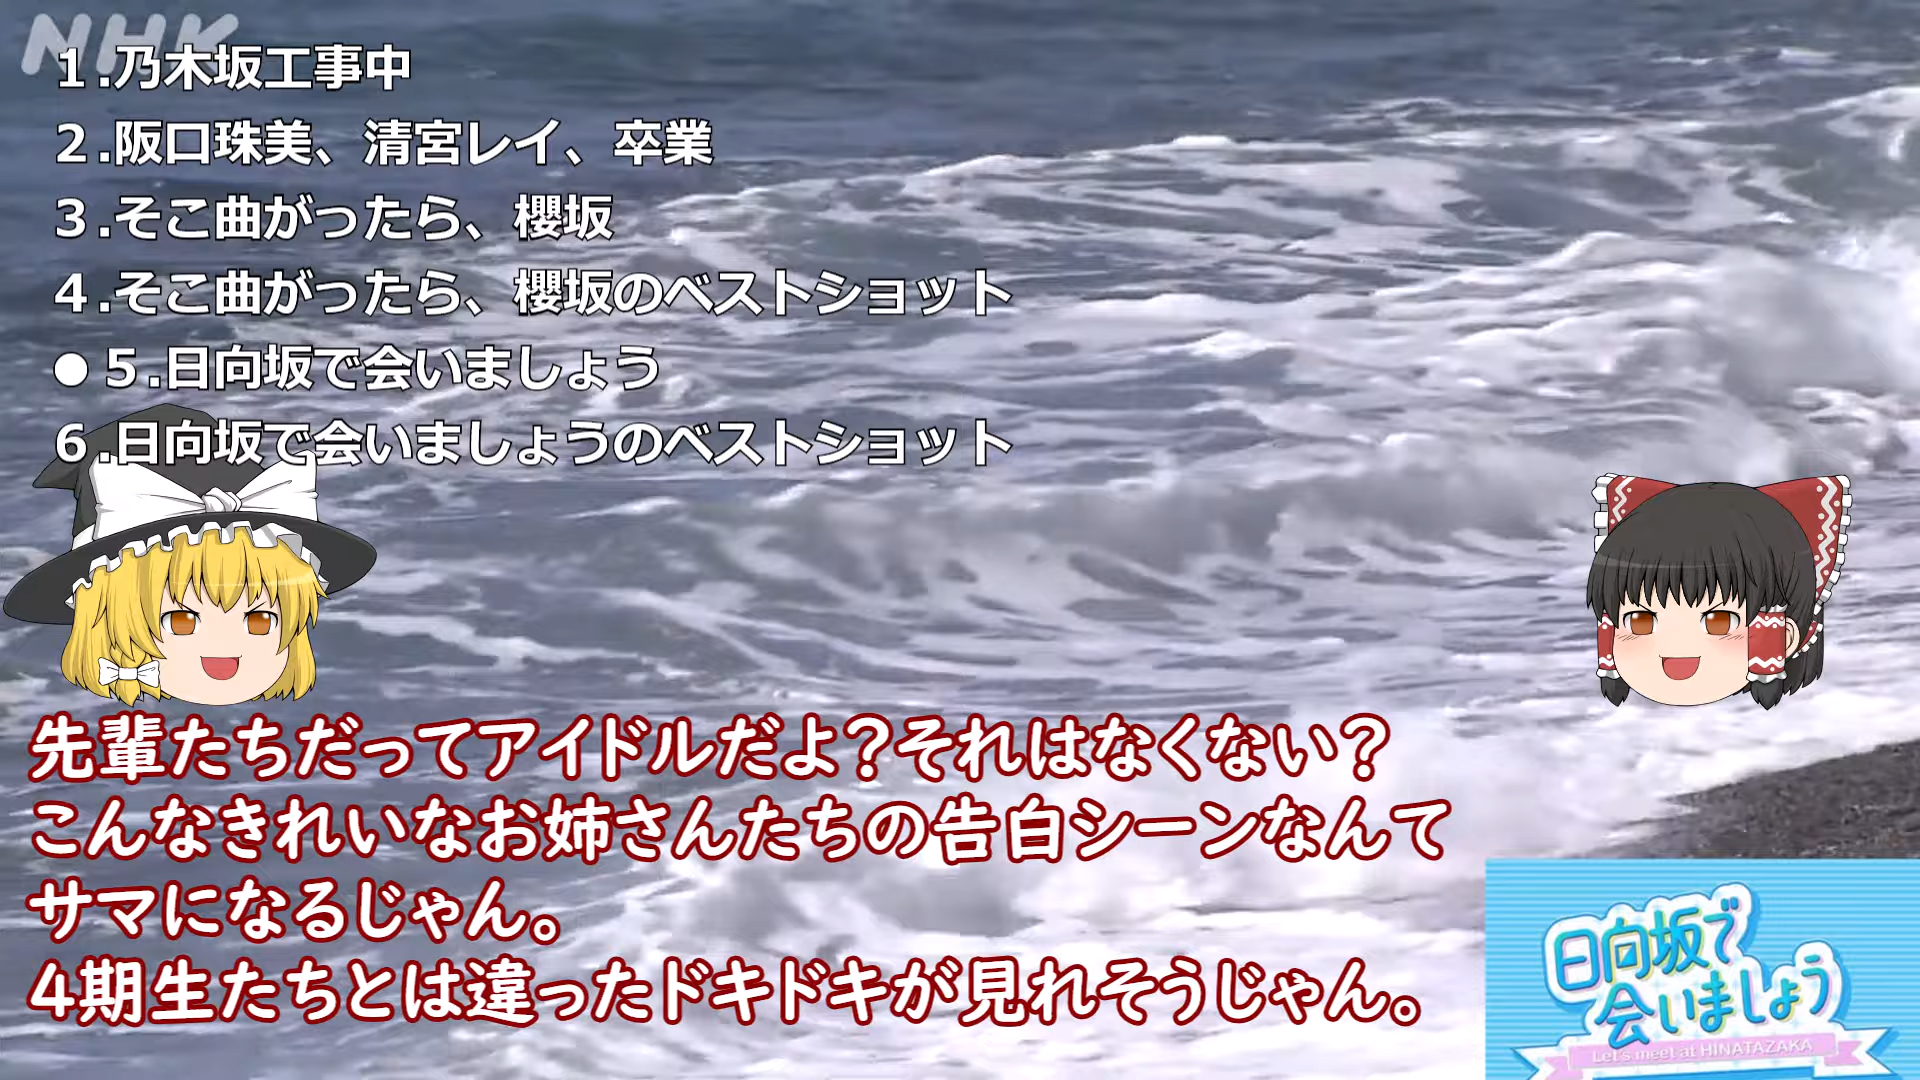 NHK
１.乃木坂工事中
２.阪口珠美、清宮レイ、卒業
３.そこ曲がったら、櫻坂
４.そこ曲がったら、櫻坂のベストショット
●５.日向坂で会いましょう
６.日向坂で会いましょうのベストショット
先輩たちだってアイドルだよ？それはなくない？
こんなきれいなお姉さんたちの告白シーンなんて
サマになるじゃん。
４期生たちとは違ったドキドキが見れそうじゃん。
日向坂で
会いましょう
Let's meet at HINATAZAKA